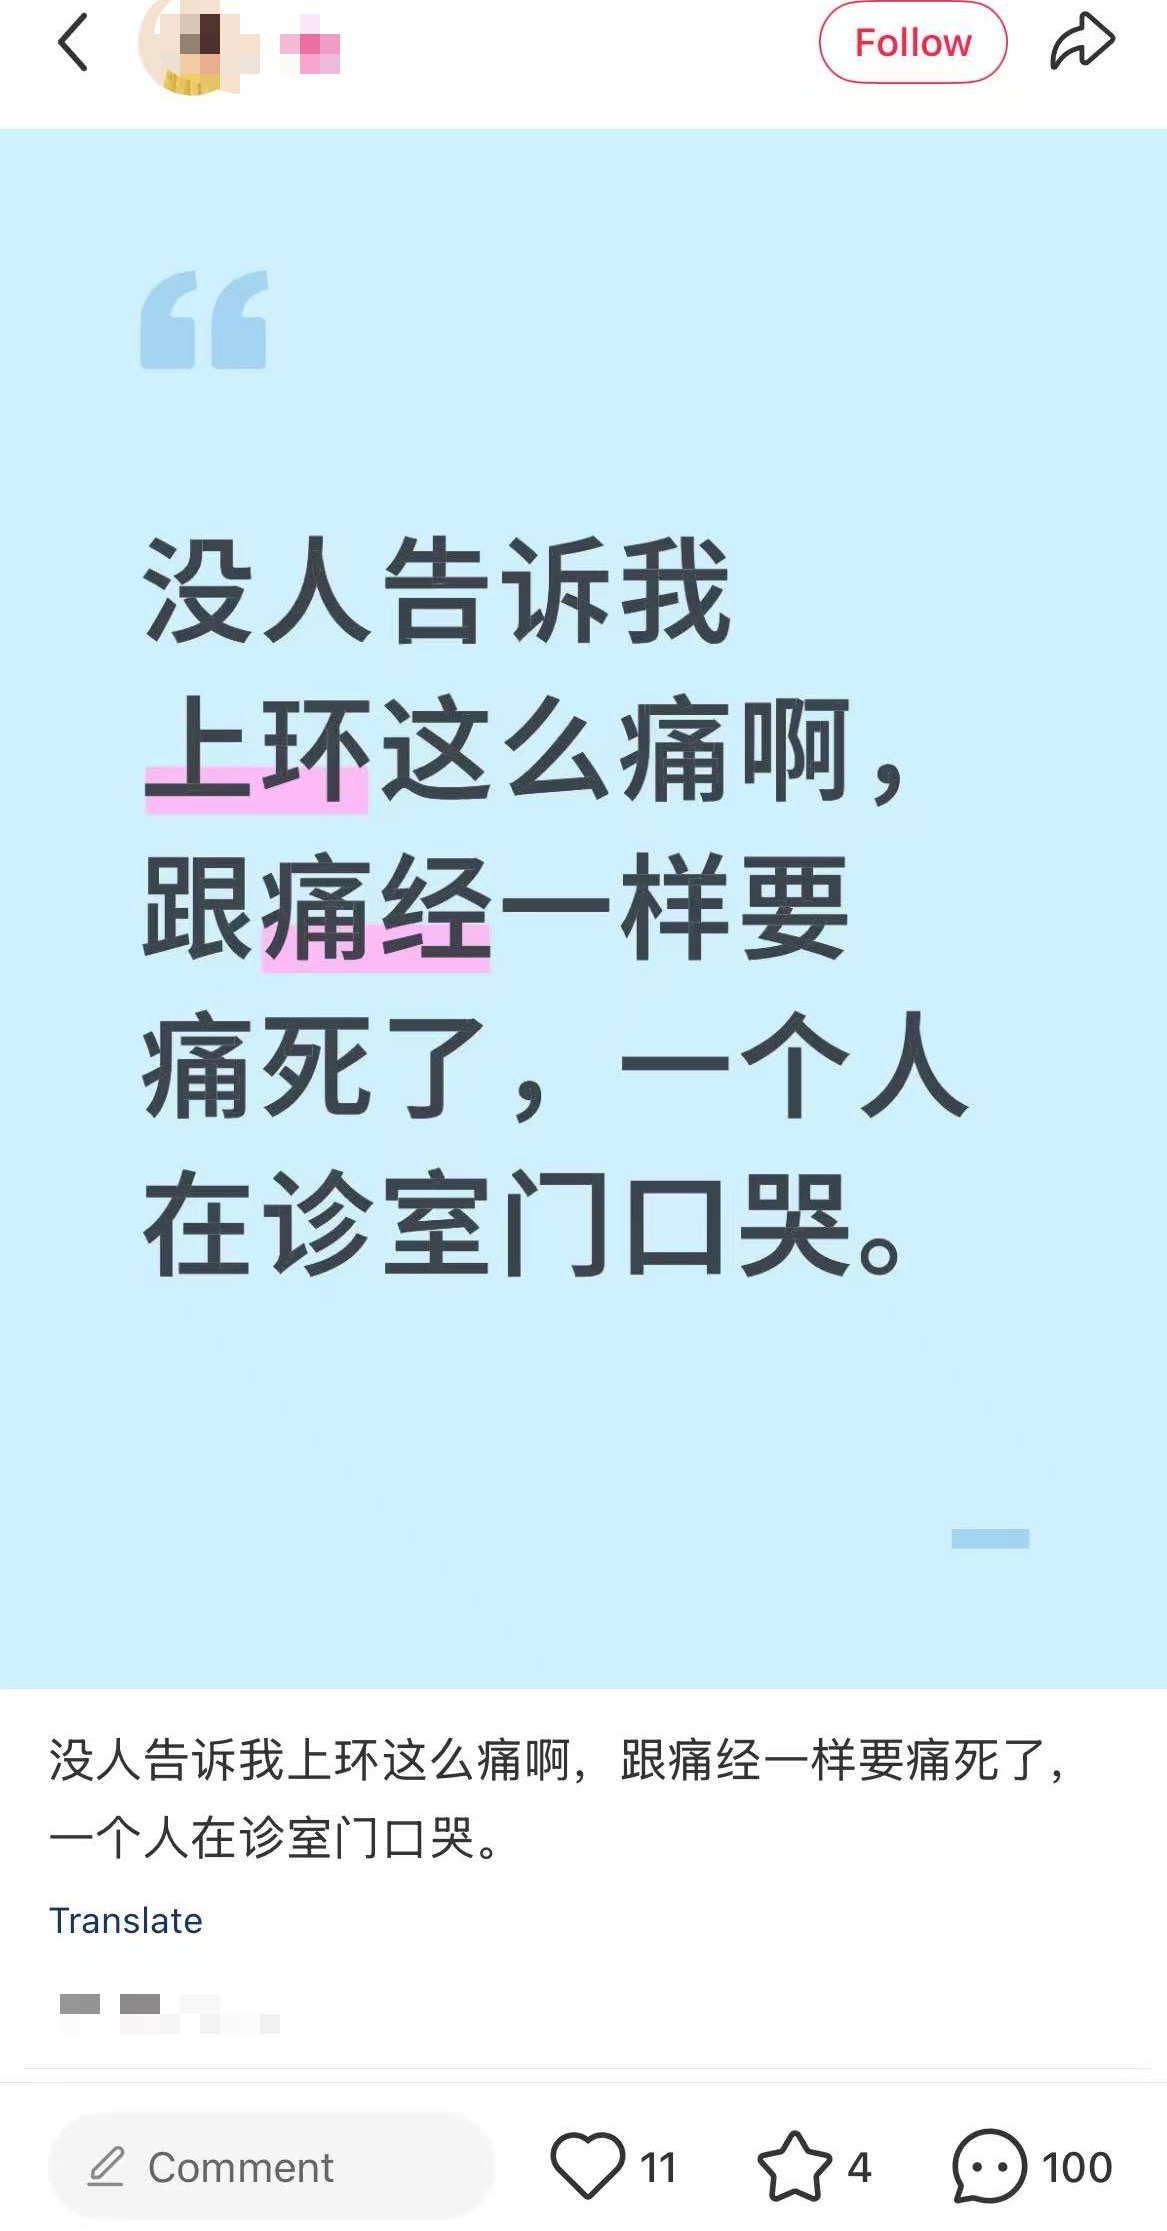 Follow
没人告诉我
上环这么痛啊，
跟痛经一样要
痛死了，一个人
在诊室门口哭。
没人告诉我上环这么痛啊，跟痛经一样要痛死了，
一个人在诊室门口哭。
Translate
Comment
11
4
100